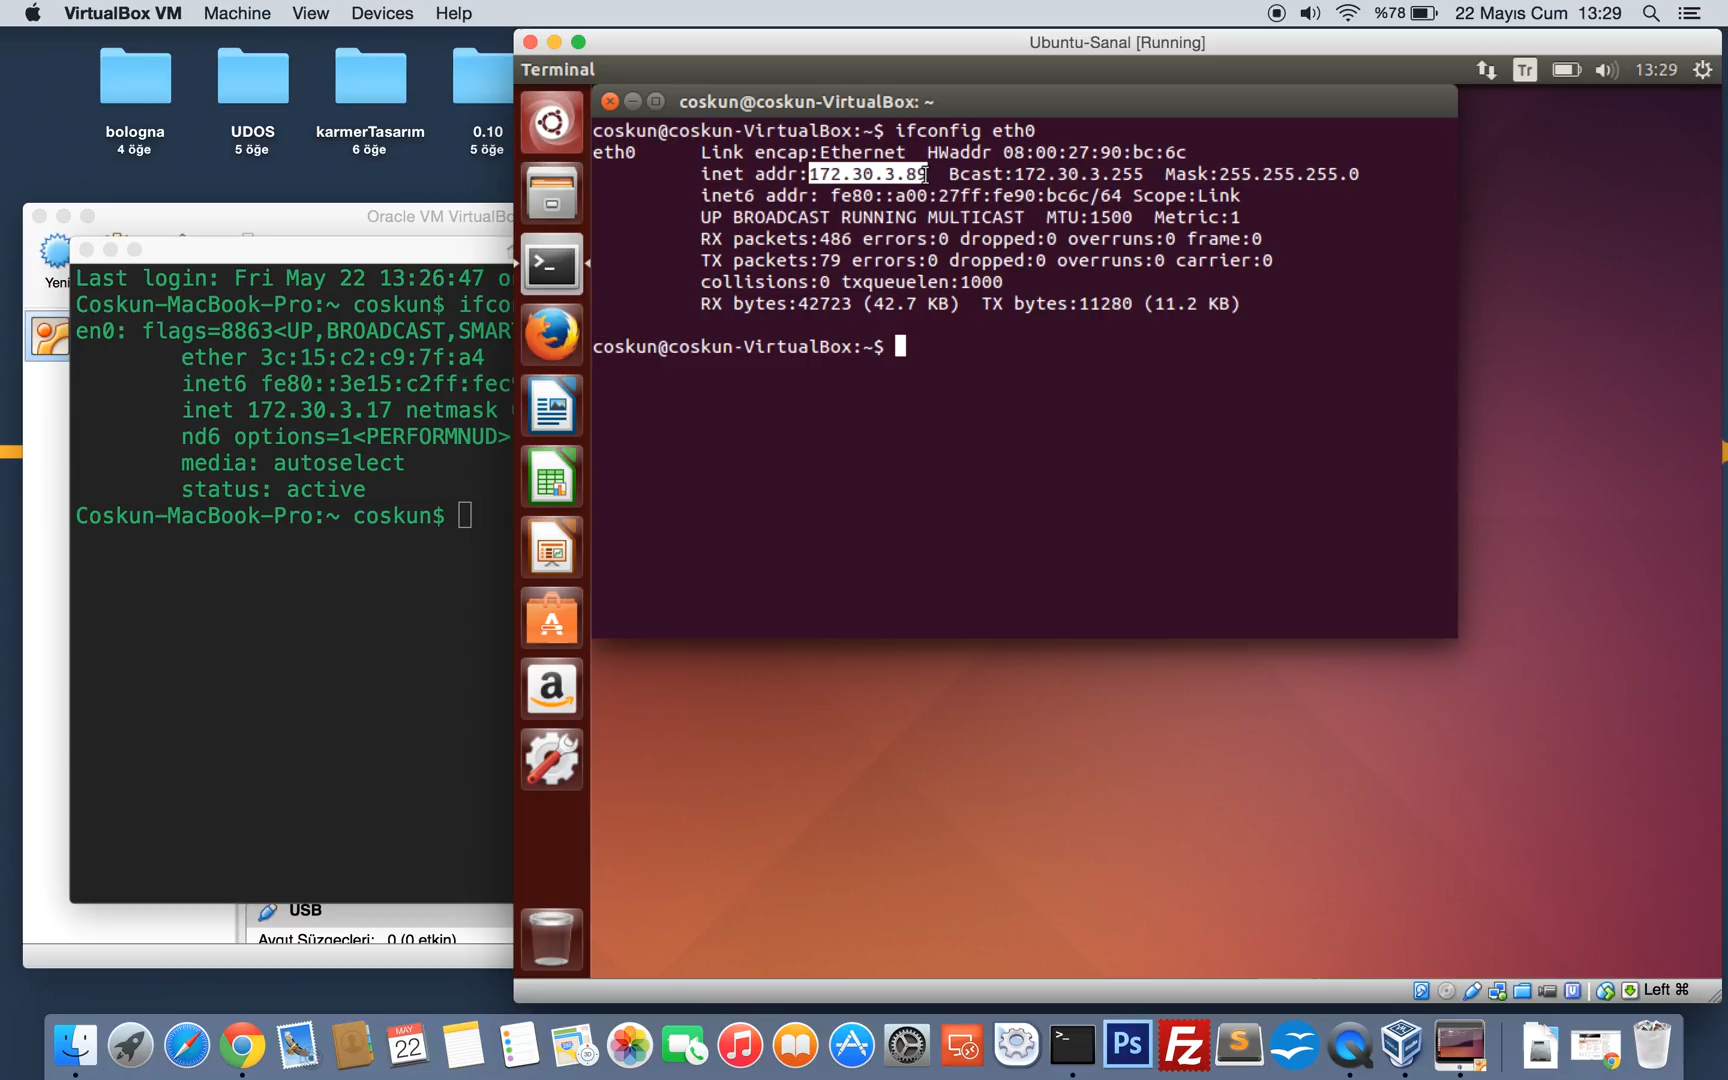 VirtualBox VM Machine View Devices Help
%78 22 Mayıs Cum 13:29
bologna
4 öğe
UDOS
5 öğe
karmerTasarım
6 öğe
0.10
5 öğe
Oracle VM VirtualB
Yeni
Last login: Fri May 22 13:26:47
Coskun-MacBook-Pro:~ coskun$ ifco
en0: flags=8863<UP,BROADCAST,SMAR
ether 3c:15:c2:c9:7f:a4
inet6 fe80::3e15:c2ff:fec
inet 172.30.3.17 netmask
nd6 options=1<PERFORMNUD>
media: autoselect
status: active
Coskun-MacBook-Pro:~ coskun$
USB
Aygıt Süzgeçleri: 0 (0 etkin)
Ubuntu-Sanal [Running]
Terminal
Tr 13:29
coskun@coskun-VirtualBox: ~
coskun@coskun-VirtualBox:~$ ifconfig eth0
eth0 Link encap:Ethernet HWaddr 08:00:27:90:bc:6c
inet addr:172.30.3.89 Bcast:172.30.3.255 Mask:255.255.255.0
inet6 addr: fe80::a00:27ff:fe90:bc6c/64 Scope:Link
UP BROADCAST RUNNING MULTICAST MTU:1500 Metric:1
RX packets:486 errors:0 dropped:0 overruns:0 frame:0
TX packets:79 errors:0 dropped:0 overruns:0 carrier:0
collisions:0 txqueuelen:1000
RX bytes:42723 (42.7 KB) TX bytes:11280 (11.2 KB)
coskun@coskun-VirtualBox:~$
Left ⌘
MAY
22
Ps
Fz
S